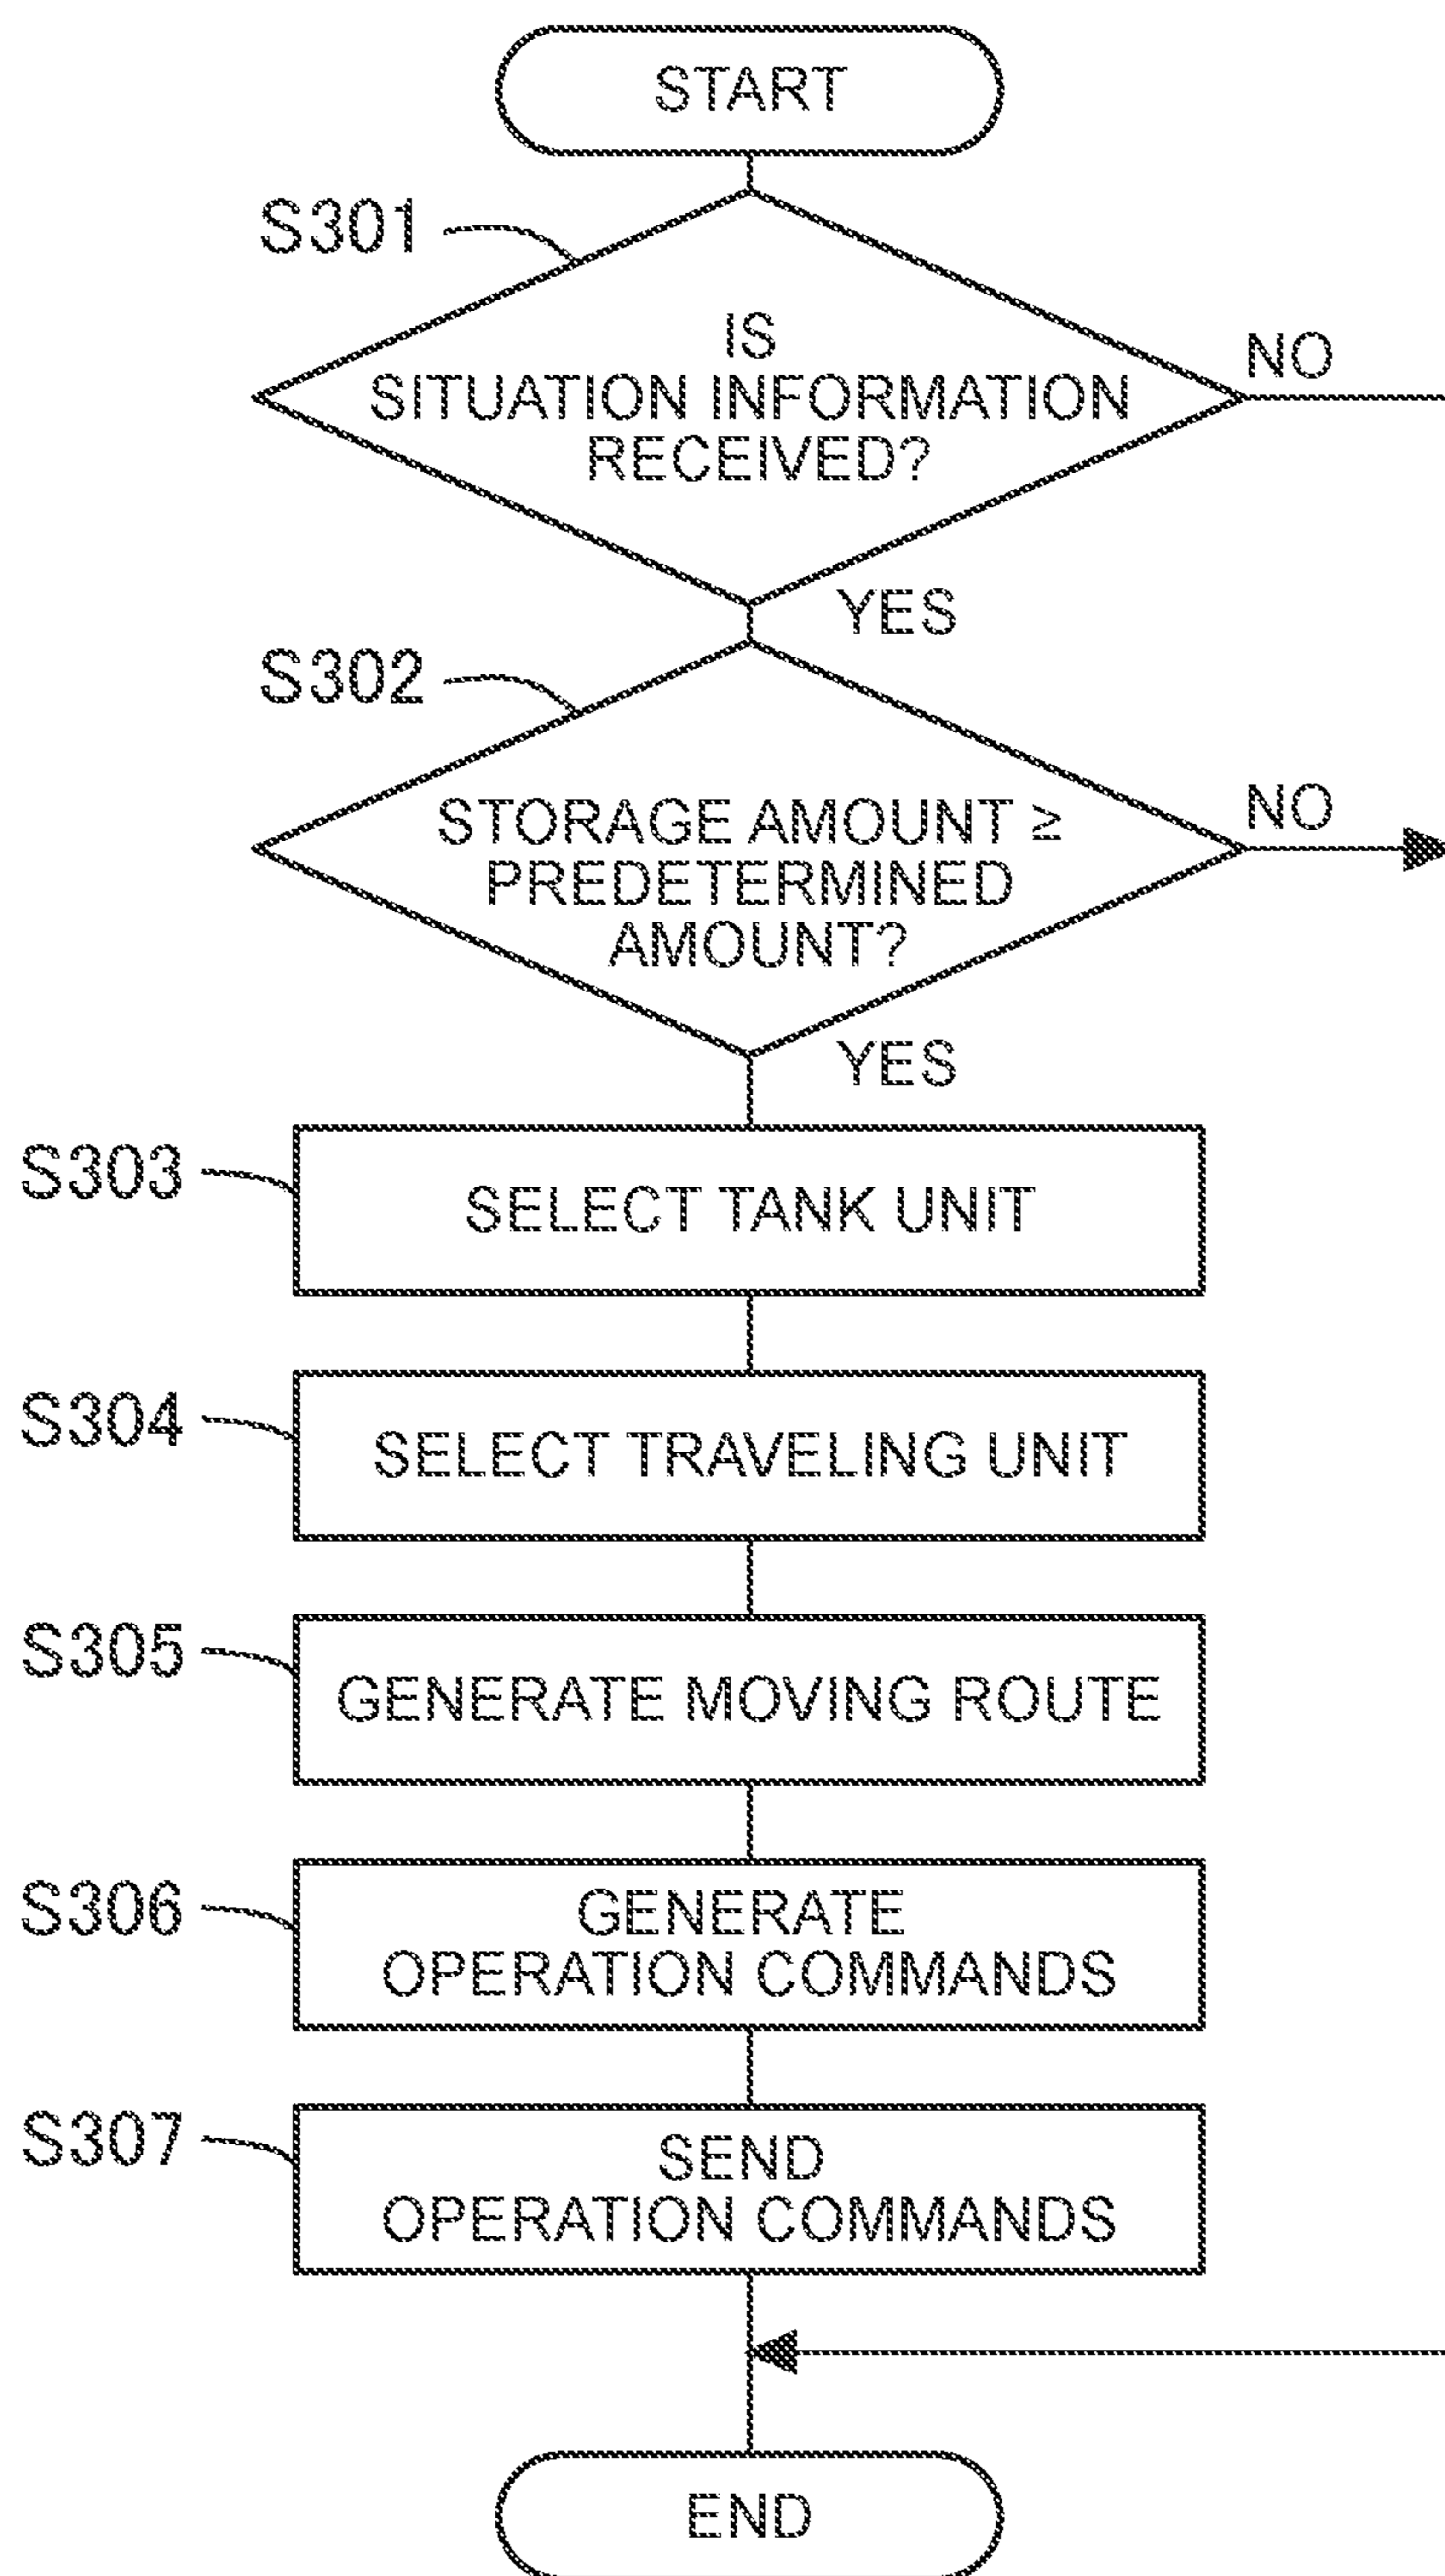 START
S301
IS
SITUATION INFORMATION
RECEIVED?
NO
YES
S302
STORAGE AMOUNT ≥
PREDETERMINED
AMOUNT?
NO
YES
S303
SELECT TANK UNIT
S304
SELECT TRAVELING UNIT
S305
GENERATE MOVING ROUTE
S306
GENERATE
OPERATION COMMANDS
S307
SEND
OPERATION COMMANDS
END